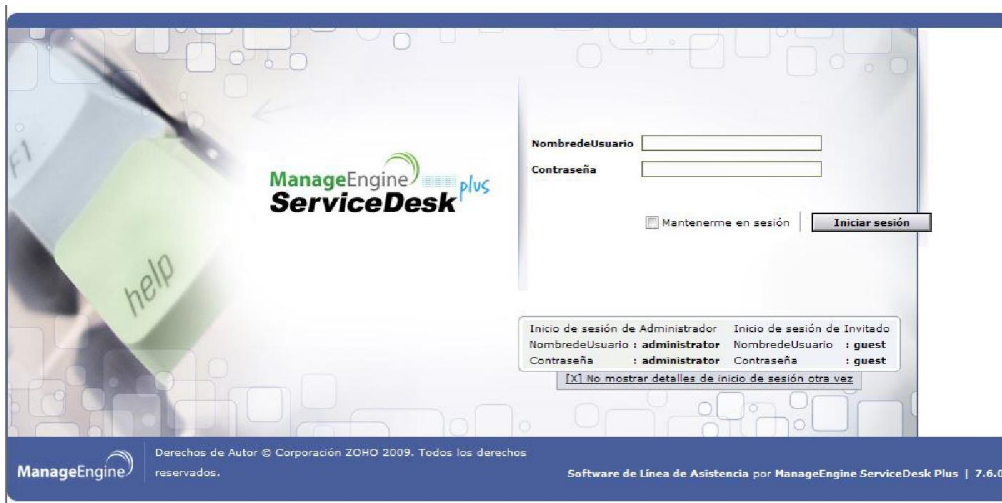 F1
help
ManageEngine
ServiceDesk plus
NombredeUsuario
Contraseña
Mantenerme en sesión
Iniciar sesión
Inicio de sesión de Administrador Inicio de sesión de Invitado
NombredeUsuario : administrator NombredeUsuario : guest
Contraseña : administrator Contraseña : guest
[X] No mostrar detalles de inicio de sesión otra vez
ManageEngine
Derechos de Autor © Corporación ZOHO 2009. Todos los derechos
reservados.
Software de Línea de Asistencia por ManageEngine ServiceDesk Plus | 7.6.0